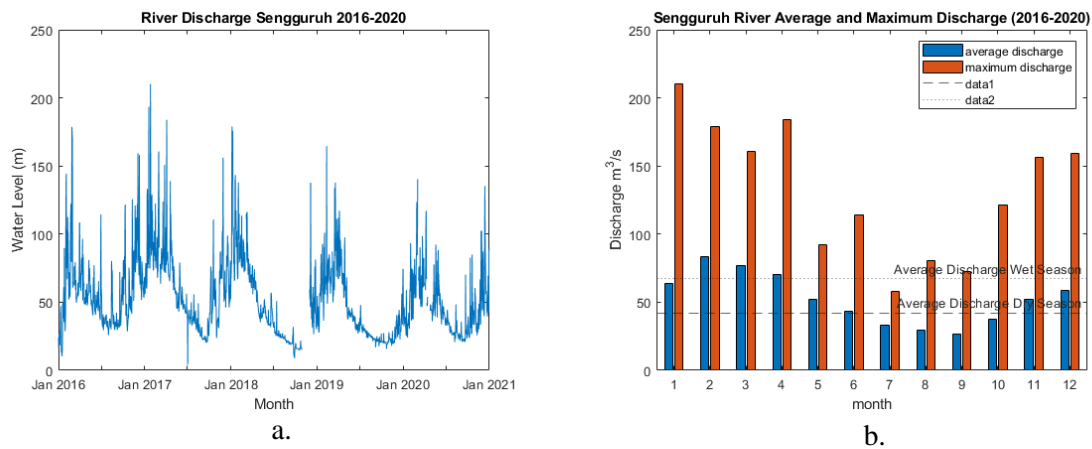 River Discharge Sengguruh 2016-2020
250
200
150
100
50
0
Water Level (m)
Jan 2016 Jan 2017 Jan 2018 Jan 2019 Jan 2020 Jan 2021
Month
a.
Sengguruh River Average and Maximum Discharge (2016-2020)
250
200
150
100
50
0
Discharge m³/s
average discharge
maximum discharge
data1
data2
Average Discharge Wet Season
Average Discharge Dry Season
1 2 3 4 5 6 7 8 9 10 11 12
month
b.